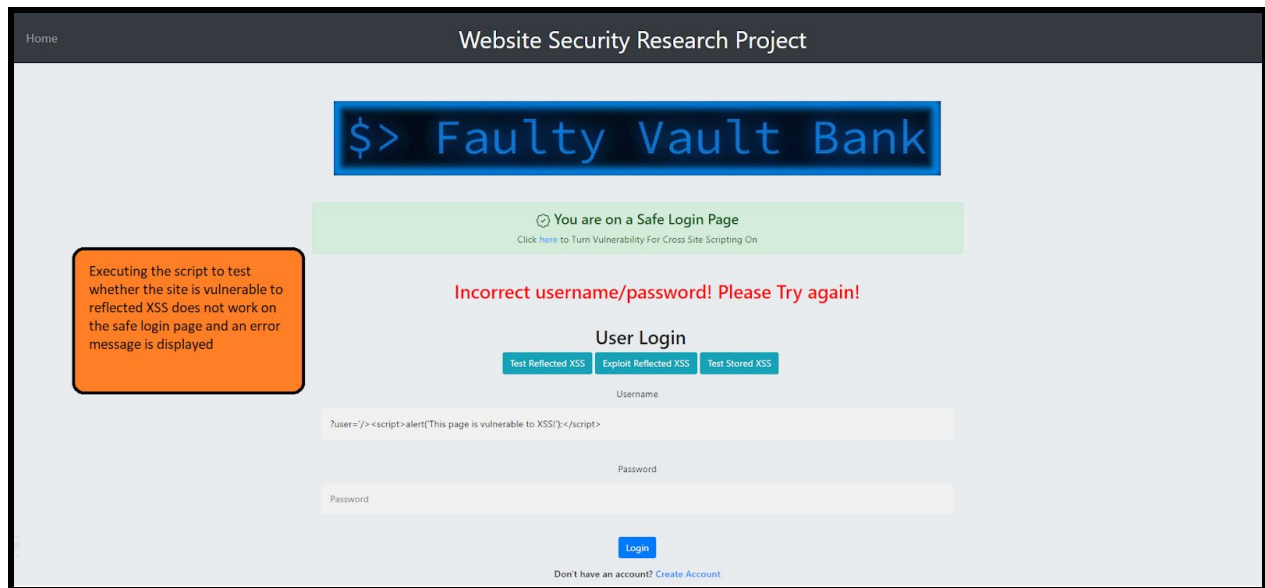 Home
Website Security Research Project
$> Faulty Vault Bank
You are on a Safe Login Page
Click here to Turn Vulnerability For Cross Site Scripting On
Executing the script to test
whether the site is vulnerable to
reflected XSS does not work on
the safe login page and an error
message is displayed
Incorrect username/password! Please Try again!
User Login
Test Reflected XSS Exploit Reflected XSS Test Stored XSS
Username
?user='/><script>alert('This page is vulnerable to XSS!');</script>
Password
Password
Login
Don't have an account? Create Account